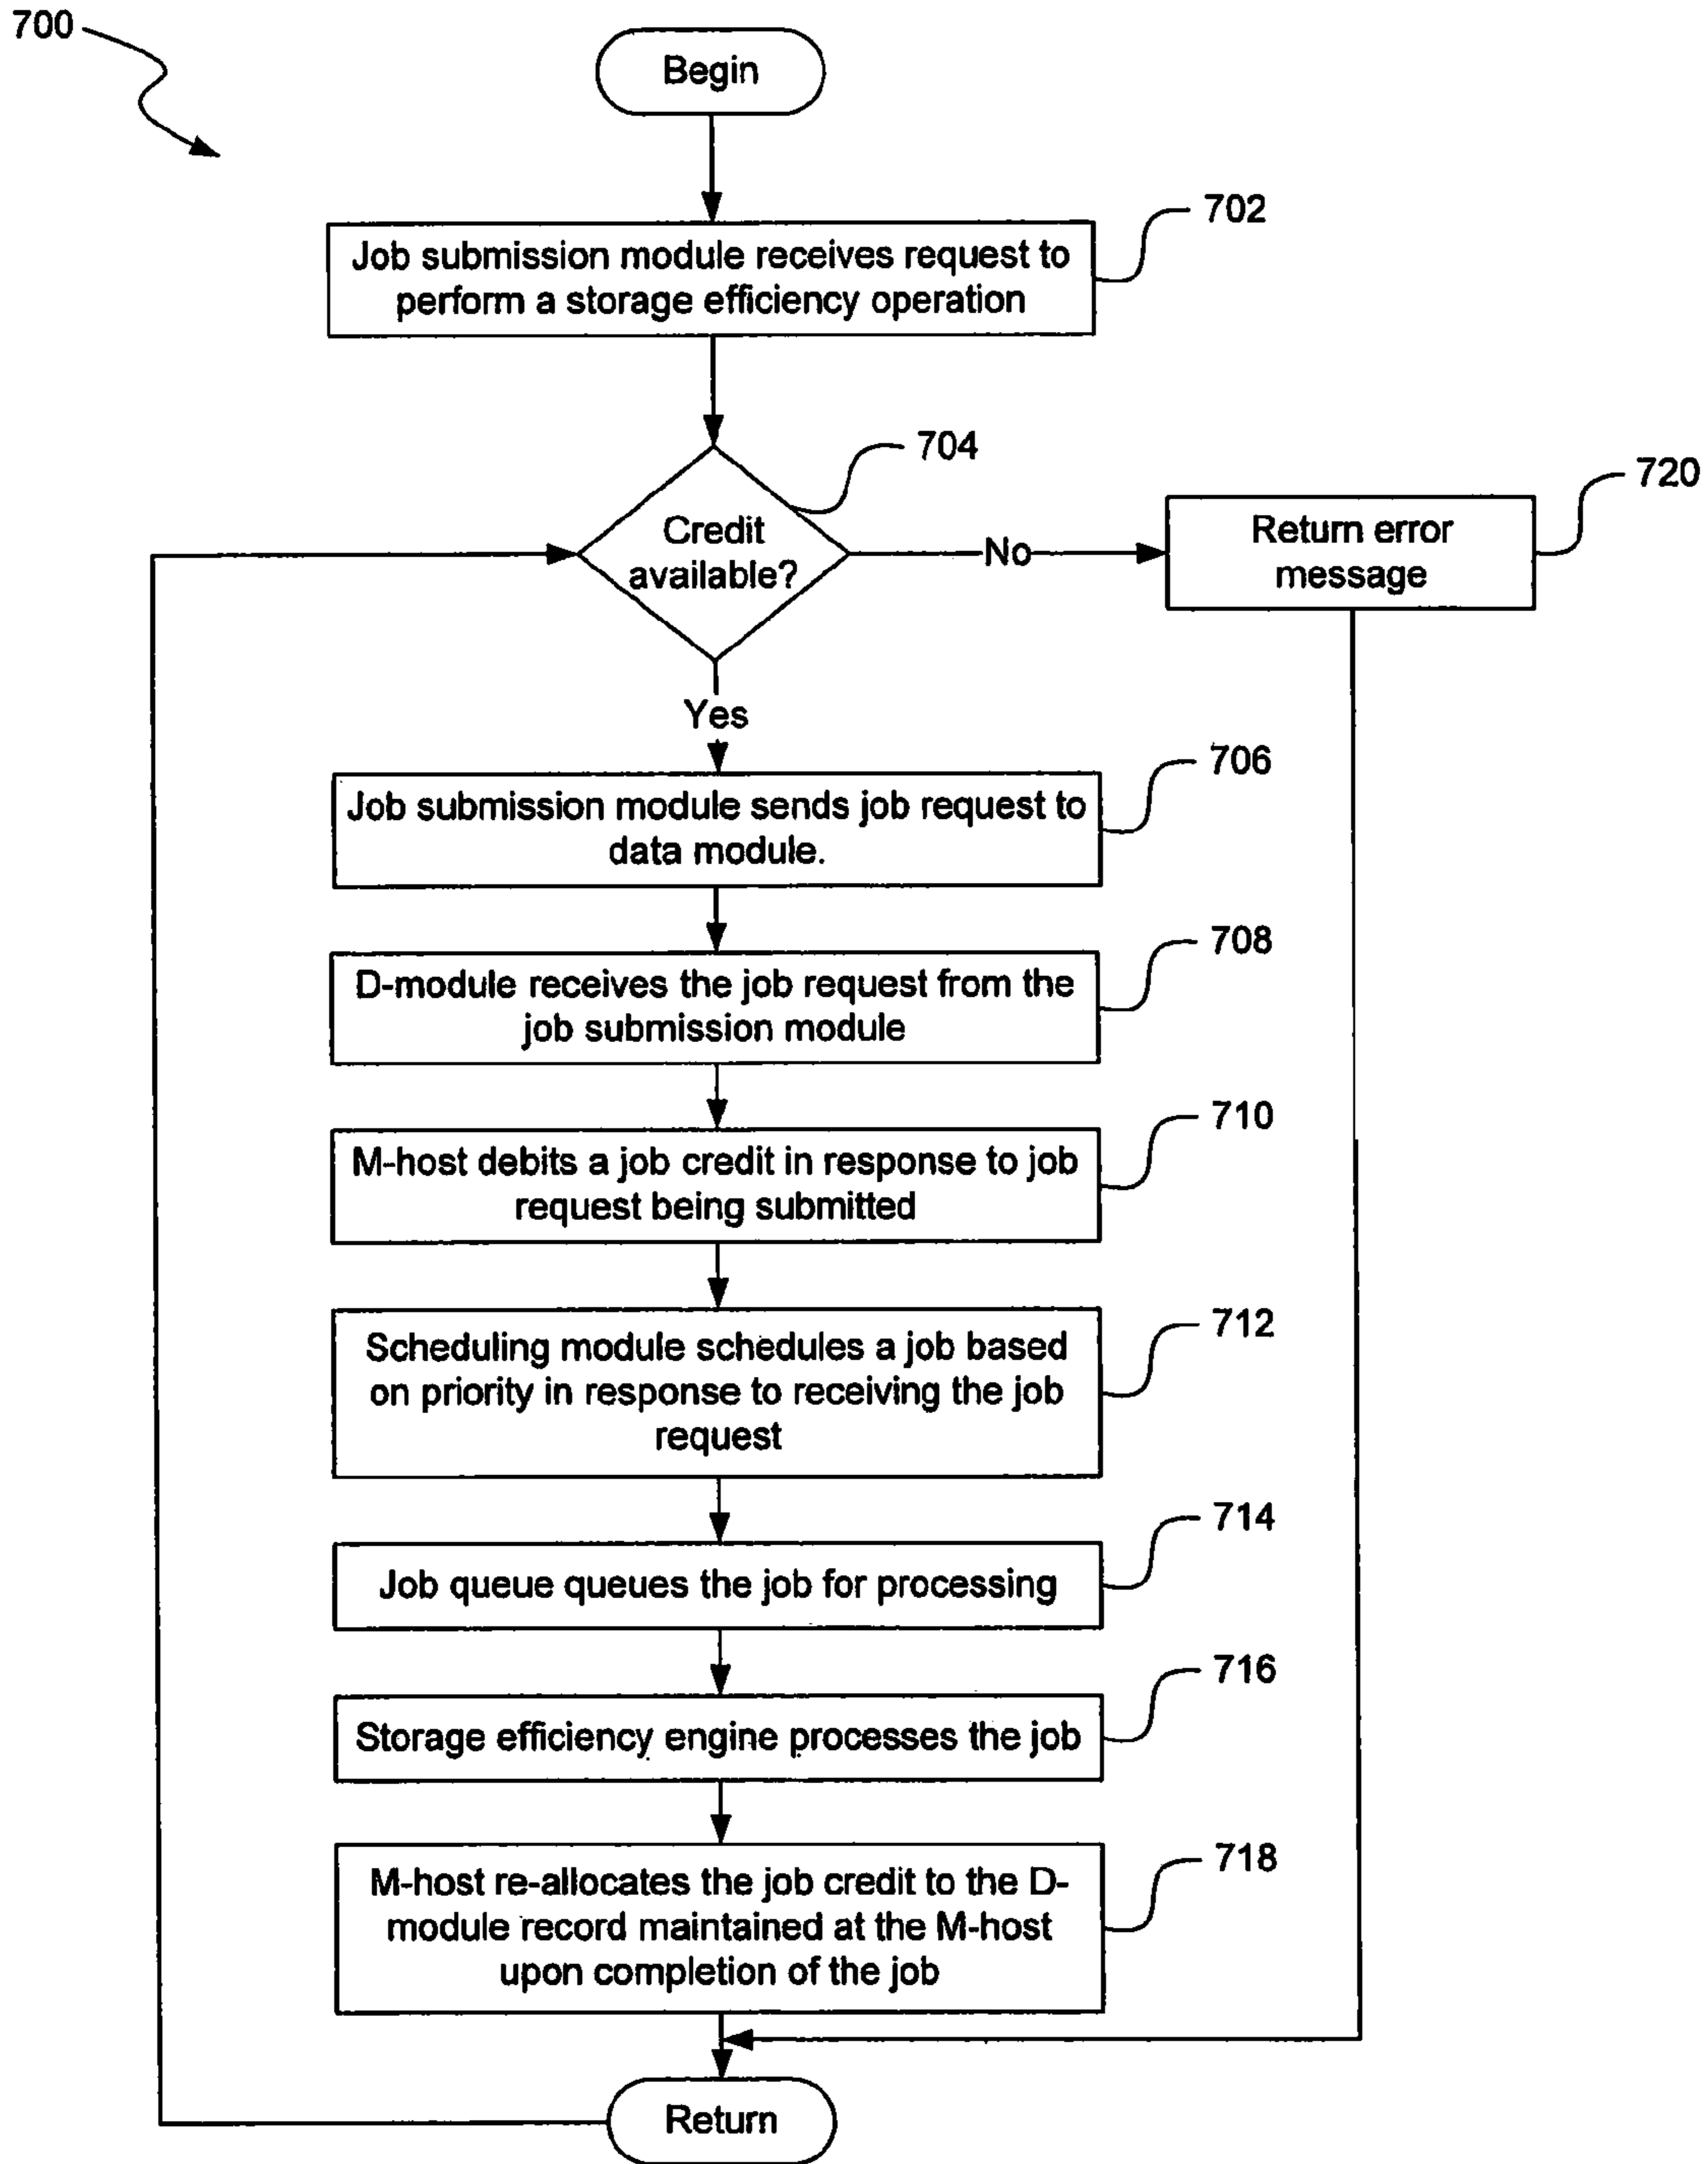 700
Begin
702
Job submission module receives request to
perform a storage efficiency operation
704
Credit
available?
No
720
Return error
message
Yes
706
Job submission module sends job request to
data module.
708
D-module receives the job request from the
job submission module
710
M-host debits a job credit in response to job
request being submitted
712
Scheduling module schedules a job based
on priority in response to receiving the job
request
714
Job queue queues the job for processing
716
Storage efficiency engine processes the job
718
M-host re-allocates the job credit to the D-
module record maintained at the M-host
upon completion of the job
Return